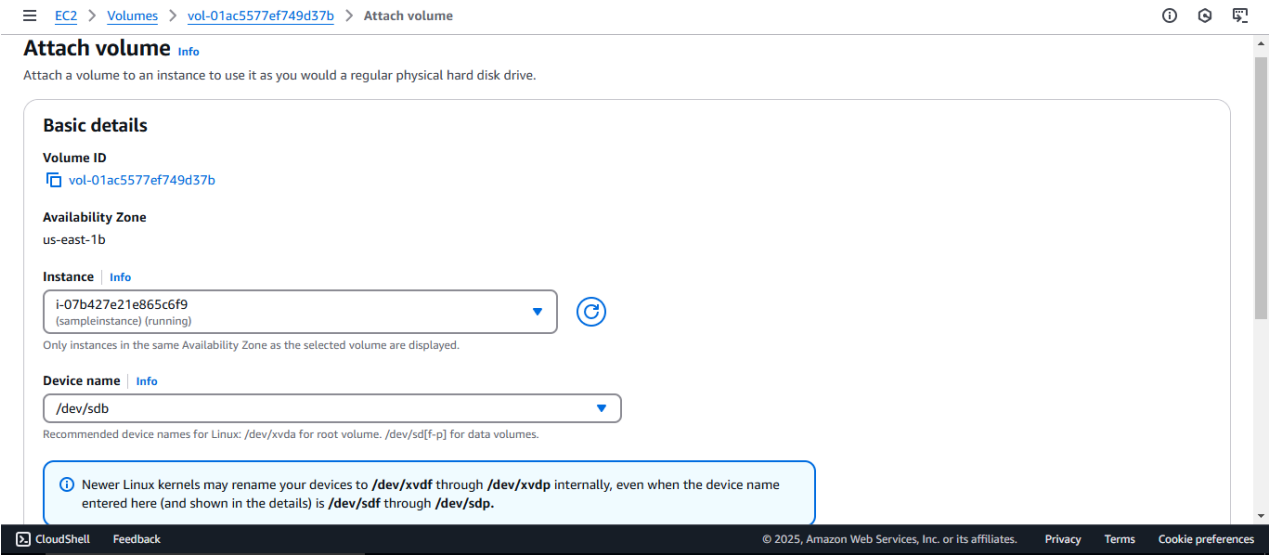 EC2 > Volumes > vol-01ac5577ef749d37b > Attach volume
Attach volume Info
Attach a volume to an instance to use it as you would a regular physical hard disk drive.
Basic details
Volume ID
vol-01ac5577ef749d37b
Availability Zone
us-east-1b
Instance | Info
i-07b427e21e865c6f9
(sampleinstance) (running)
Only instances in the same Availability Zone as the selected volume are displayed.
Device name | Info
/dev/sdb
Recommended device names for Linux: /dev/xvda for root volume. /dev/sd[f-p] for data volumes.
Newer Linux kernels may rename your devices to /dev/xvdf through /dev/xvdp internally, even when the device name
entered here (and shown in the details) is /dev/sdf through /dev/sdp.
CloudShell Feedback © 2025, Amazon Web Services, Inc. or its affiliates. Privacy Terms Cookie preferences